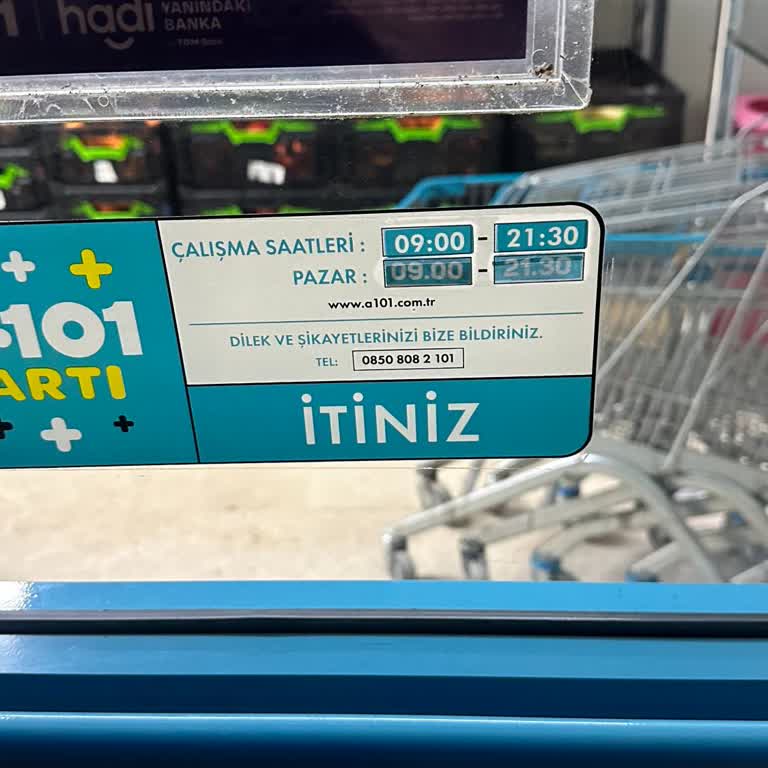 hadi YANINDAKİ
BANKA
101
ARTI
ÇALIŞMA SAATLERİ : 09:00 - 21:30
PAZAR : 09.00 - 21.30
www.a101.com.tr
DİLEK VE ŞİKAYETLERİNİZİ BİZE BİLDİRİNİZ.
TEL: 0850 808 2 101
İTİNİZ